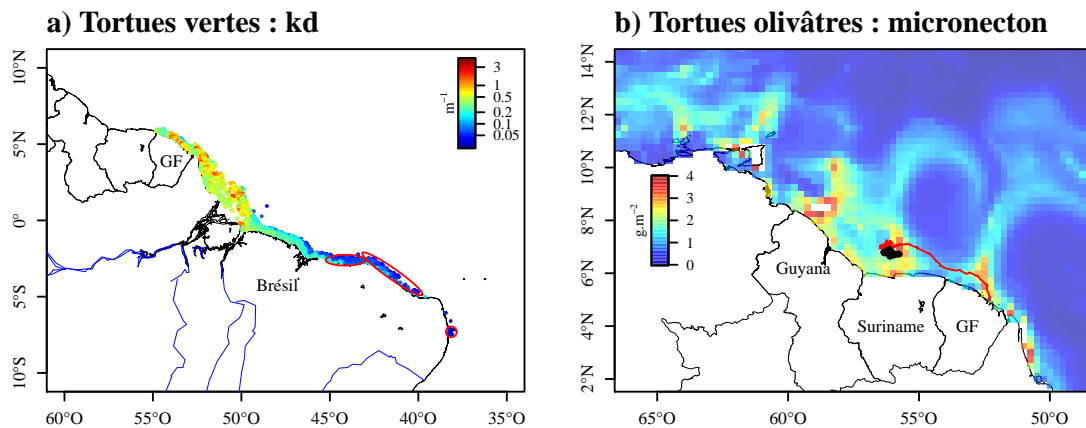 a) Tortues vertes : kd
10°N
5°N
0°
5°S
10°S
60°O
55°O
50°O
45°O
40°O
35°O
GF
Brésil
m⁻¹
3
1
0.5
0.2
0.1
0.05
b) Tortues olivâtres : micronecton
14°N
12°N
10°N
8°N
6°N
4°N
2°N
65°O
60°O
55°O
50°O
g.m⁻²
4
3
2
1
0
Guyana
Suriname
GF